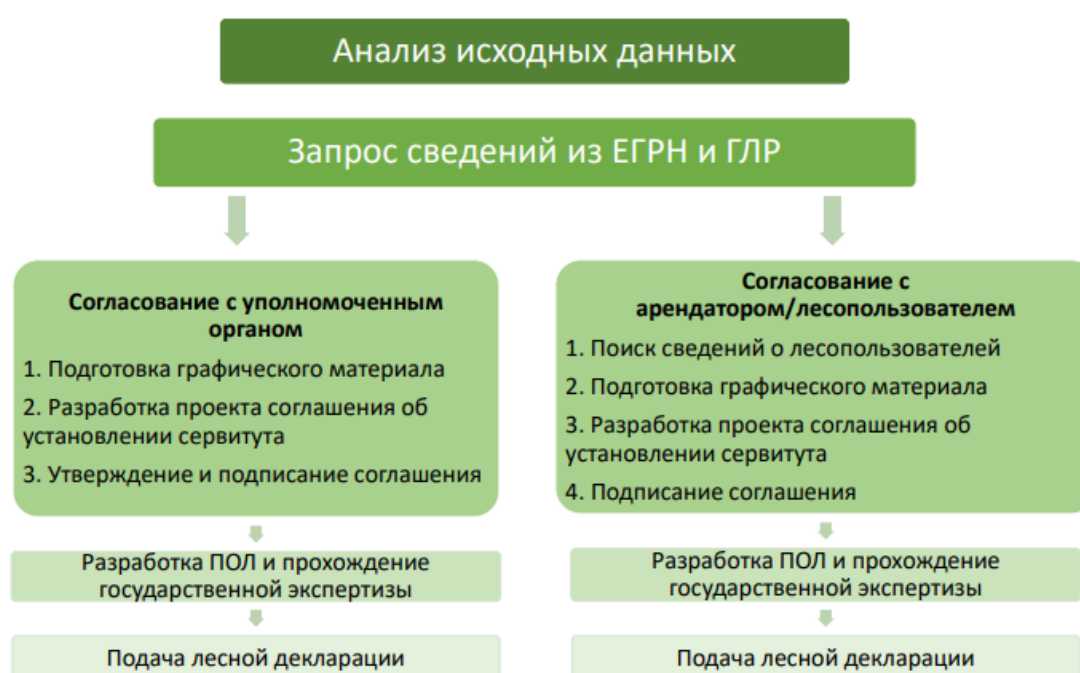 Анализ исходных данных
Запрос сведений из ЕГРН и ГЛР
Согласование с уполномоченным
органом
1. Подготовка графического материала
2. Разработка проекта соглашения об
установлении сервитута
3. Утверждение и подписание соглашения
Разработка ПОЛ и прохождение
государственной экспертизы
Подача лесной декларации
Согласование с
арендатором/лесопользователем
1. Поиск сведений о лесопользователей
2. Подготовка графического материала
3. Разработка проекта соглашения об
установлении сервитута
4. Подписание соглашения
Разработка ПОЛ и прохождение
государственной экспертизы
Подача лесной декларации